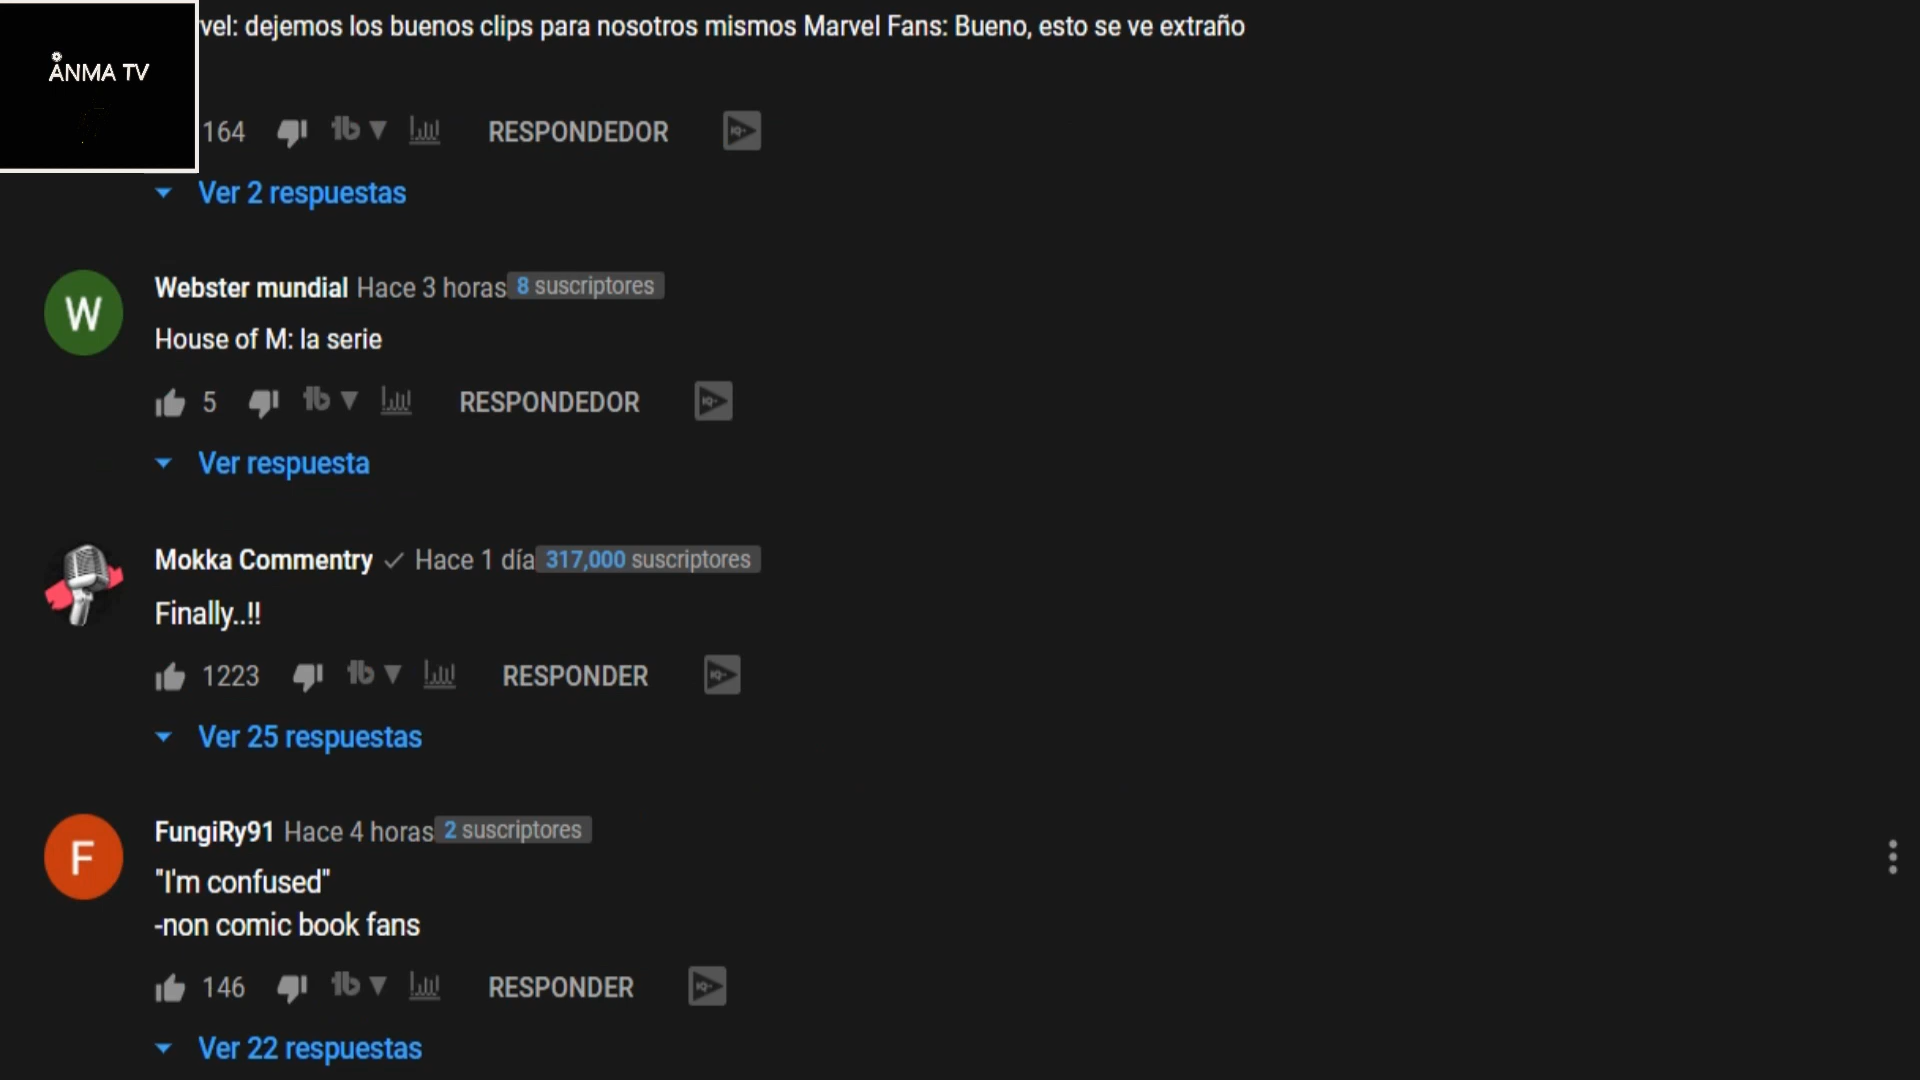 vel: dejemos los buenos clips para nosotros mismos Marvel Fans: Bueno, esto se ve extraño
ÅNMA TV
164 RESPONDEDOR
Ver 2 respuestas
W
Webster mundial Hace 3 horas 8 suscriptores
House of M: la serie
5 RESPONDEDOR
Ver respuesta
Mokka Commentry Hace 1 día 317,000 suscriptores
Finally..!!
1223 RESPONDER
Ver 25 respuestas
F
FungiRy91 Hace 4 horas 2 suscriptores
"I'm confused"
-non comic book fans
146 RESPONDER
Ver 22 respuestas